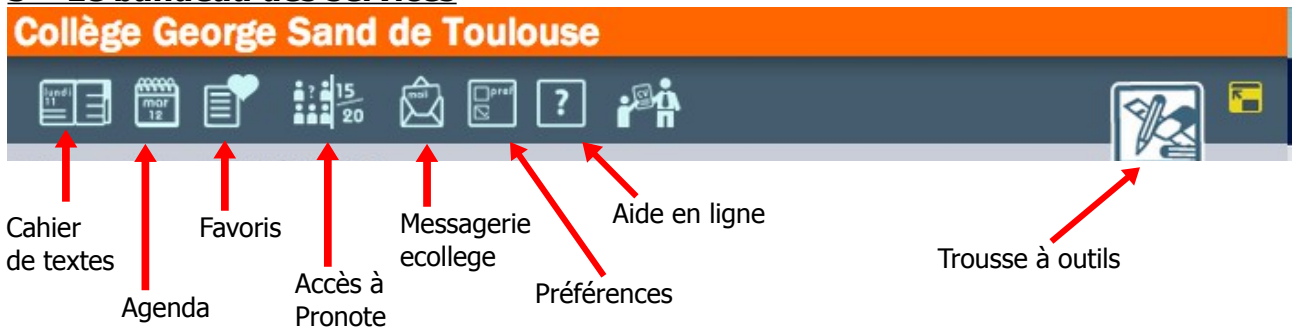 Collège George Sand de Toulouse
lundi
11
mar
12
?
15
20
mail
pref
?
CV
Cahier
de textes
Agenda
Favoris
Accès à
Pronote
Messagerie
ecollege
Préférences
Aide en ligne
Trousse à outils